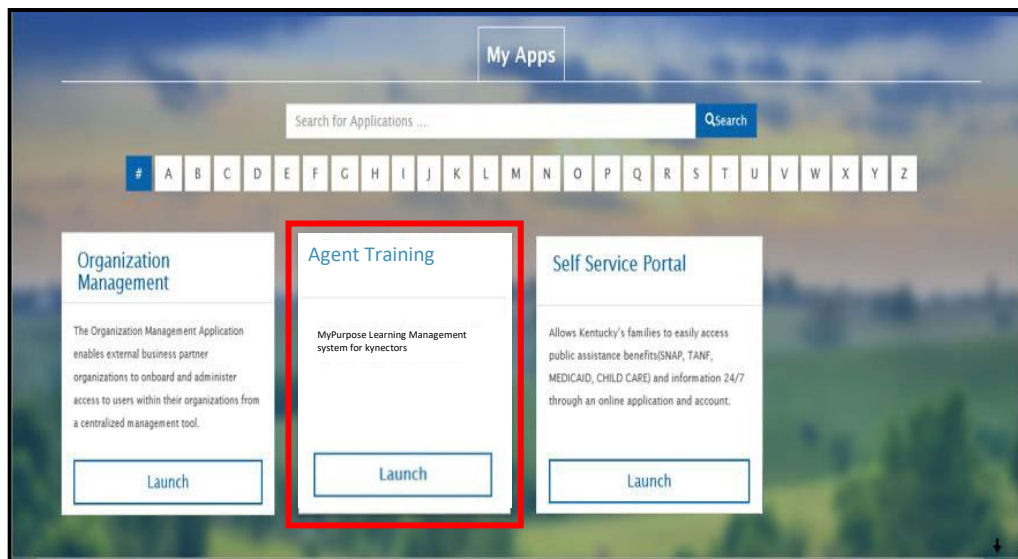 My Apps
Search for Applications ....
Search
# A B C D E F G H I J K L M N O P Q R S T U V W X Y Z
Organization
Management
The Organization Management Application
enables external business partner
organizations to onboard and administer
access to users within their organizations from
a centralized management tool.
Launch
Agent Training
MyPurpose Learning Management
system for kynectors
Launch
Self Service Portal
Allows Kentucky's families to easily access
public assistance benefits(SNAP, TANF,
MEDICAID, CHILD CARE) and information 24/7
through an online application and account.
Launch